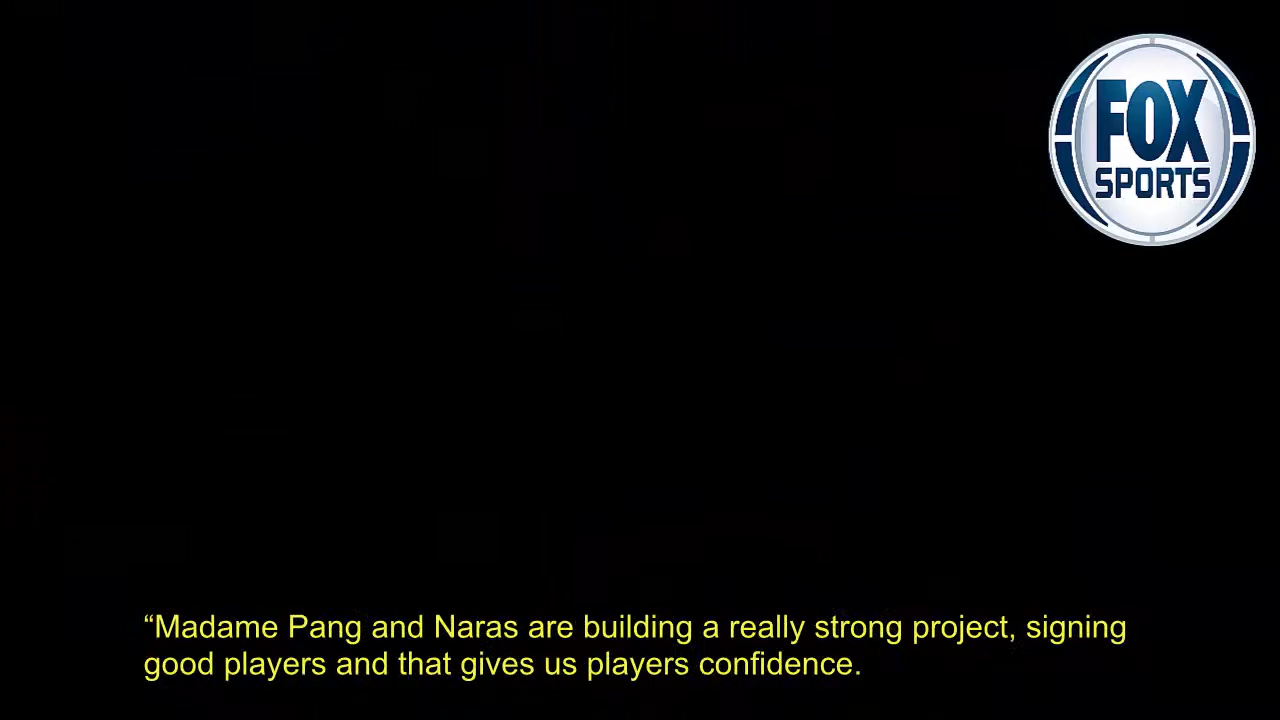 FOX
SPORTS
“Madame Pang and Naras are building a really strong project, signing
good players and that gives us players confidence.